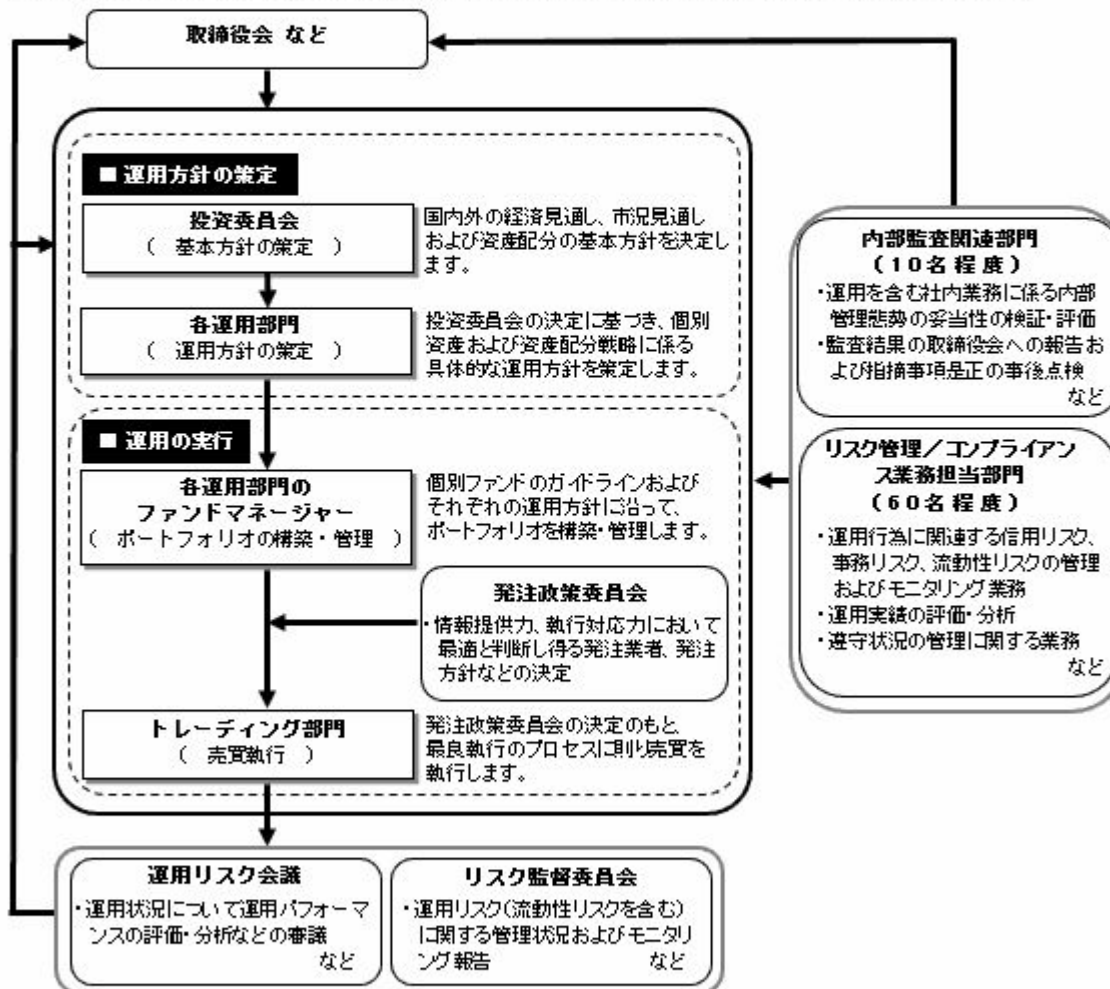 取締役会 など
■ 運用方針の策定
投資委員会
（ 基本方針の策定 ）
国内外の経済見通し、市況見通し
および資産配分の基本方針を決定し
ます。
各運用部門
（ 運用方針の策定 ）
投資委員会の決定に基づき、個別
資産および資産配分戦略に係る
具体的な運用方針を策定します。
■ 運用の実行
各運用部門の
ファンドマネージャー
（ ポートフォリオの構築・管理 ）
個別ファンドのガイドラインおよび
それぞれの運用方針に沿って、
ポートフォリオを構築・管理します。
発注政策委員会
・情報提供力、執行対応力において
最適と判断し得る発注業者、発注
方針などの決定
トレーディング部門
（ 売買執行 ）
発注政策委員会の決定のもと、
最良執行のプロセスに則り売買を
執行します。
内部監査関連部門
（１０名程度）
・運用を含む社内業務に係る内部
管理態勢の妥当性の検証・評価
・監査結果の取締役会への報告お
よび指摘事項是正の事後点検
など
リスク管理／コンプライアン
ス業務担当部門
（６０名程度）
・運用行為に関連する信用リスク、
事務リスク、流動性リスクの管理
およびモニタリング業務
・運用実績の評価・分析
・遵守状況の管理に関する業務
など
運用リスク会議
・運用状況について運用パフォーマ
ンスの評価・分析などの審議
など
リスク監督委員会
・運用リスク（流動性リスクを含む）
に関する管理状況およびモニタリ
ング報告 など